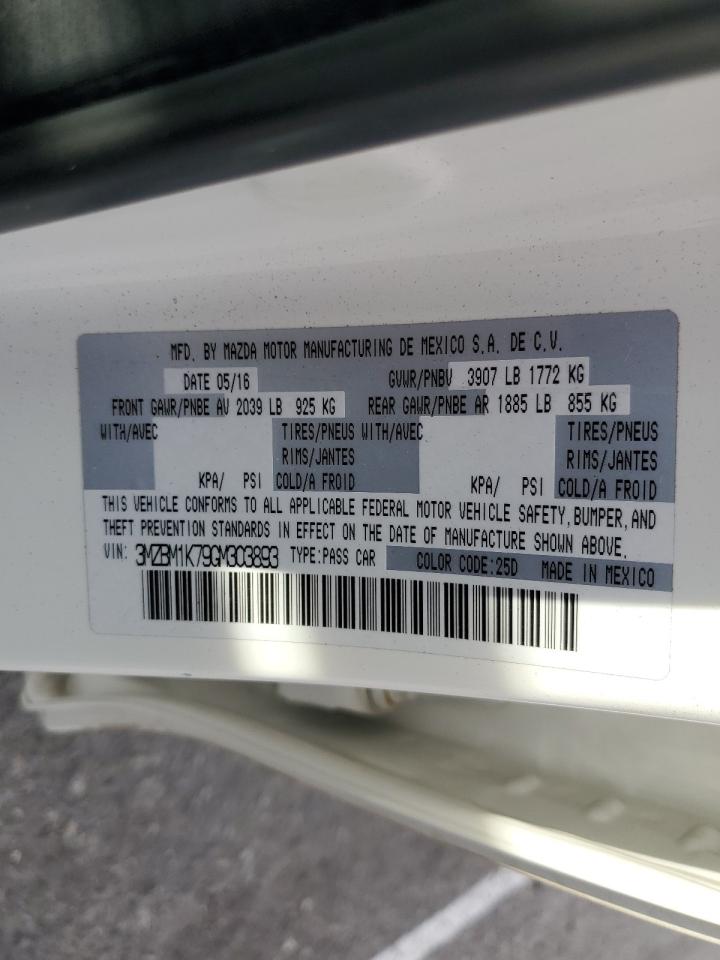 MFD. BY MAZDA MOTOR MANUFACTURING DE MEXICO S.A. DE C.V.
DATE 05/16 GVWR/PNBV 3907 LB 1772 KG
FRONT GAWR/PNBE AV 2039 LB 925 KG REAR GAWR/PNBE AR 1885 LB 855 KG
WITH/AVEC TIRES/PNEUS WITH/AVEC TIRES/PNEUS
RIMS/JANTES RIMS/JANTES
KPA/ PSI COLD/A FROID KPA/ PSI COLD/A FROID
THIS VEHICLE CONFORMS TO ALL APPLICABLE FEDERAL MOTOR VEHICLE SAFETY, BUMPER, AND
THEFT PREVENTION STANDARDS IN EFFECT ON THE DATE OF MANUFACTURE SHOWN ABOVE.
VIN: 3MZBM1K79GM303893 TYPE:PASS CAR COLOR CODE:25D MADE IN MEXICO